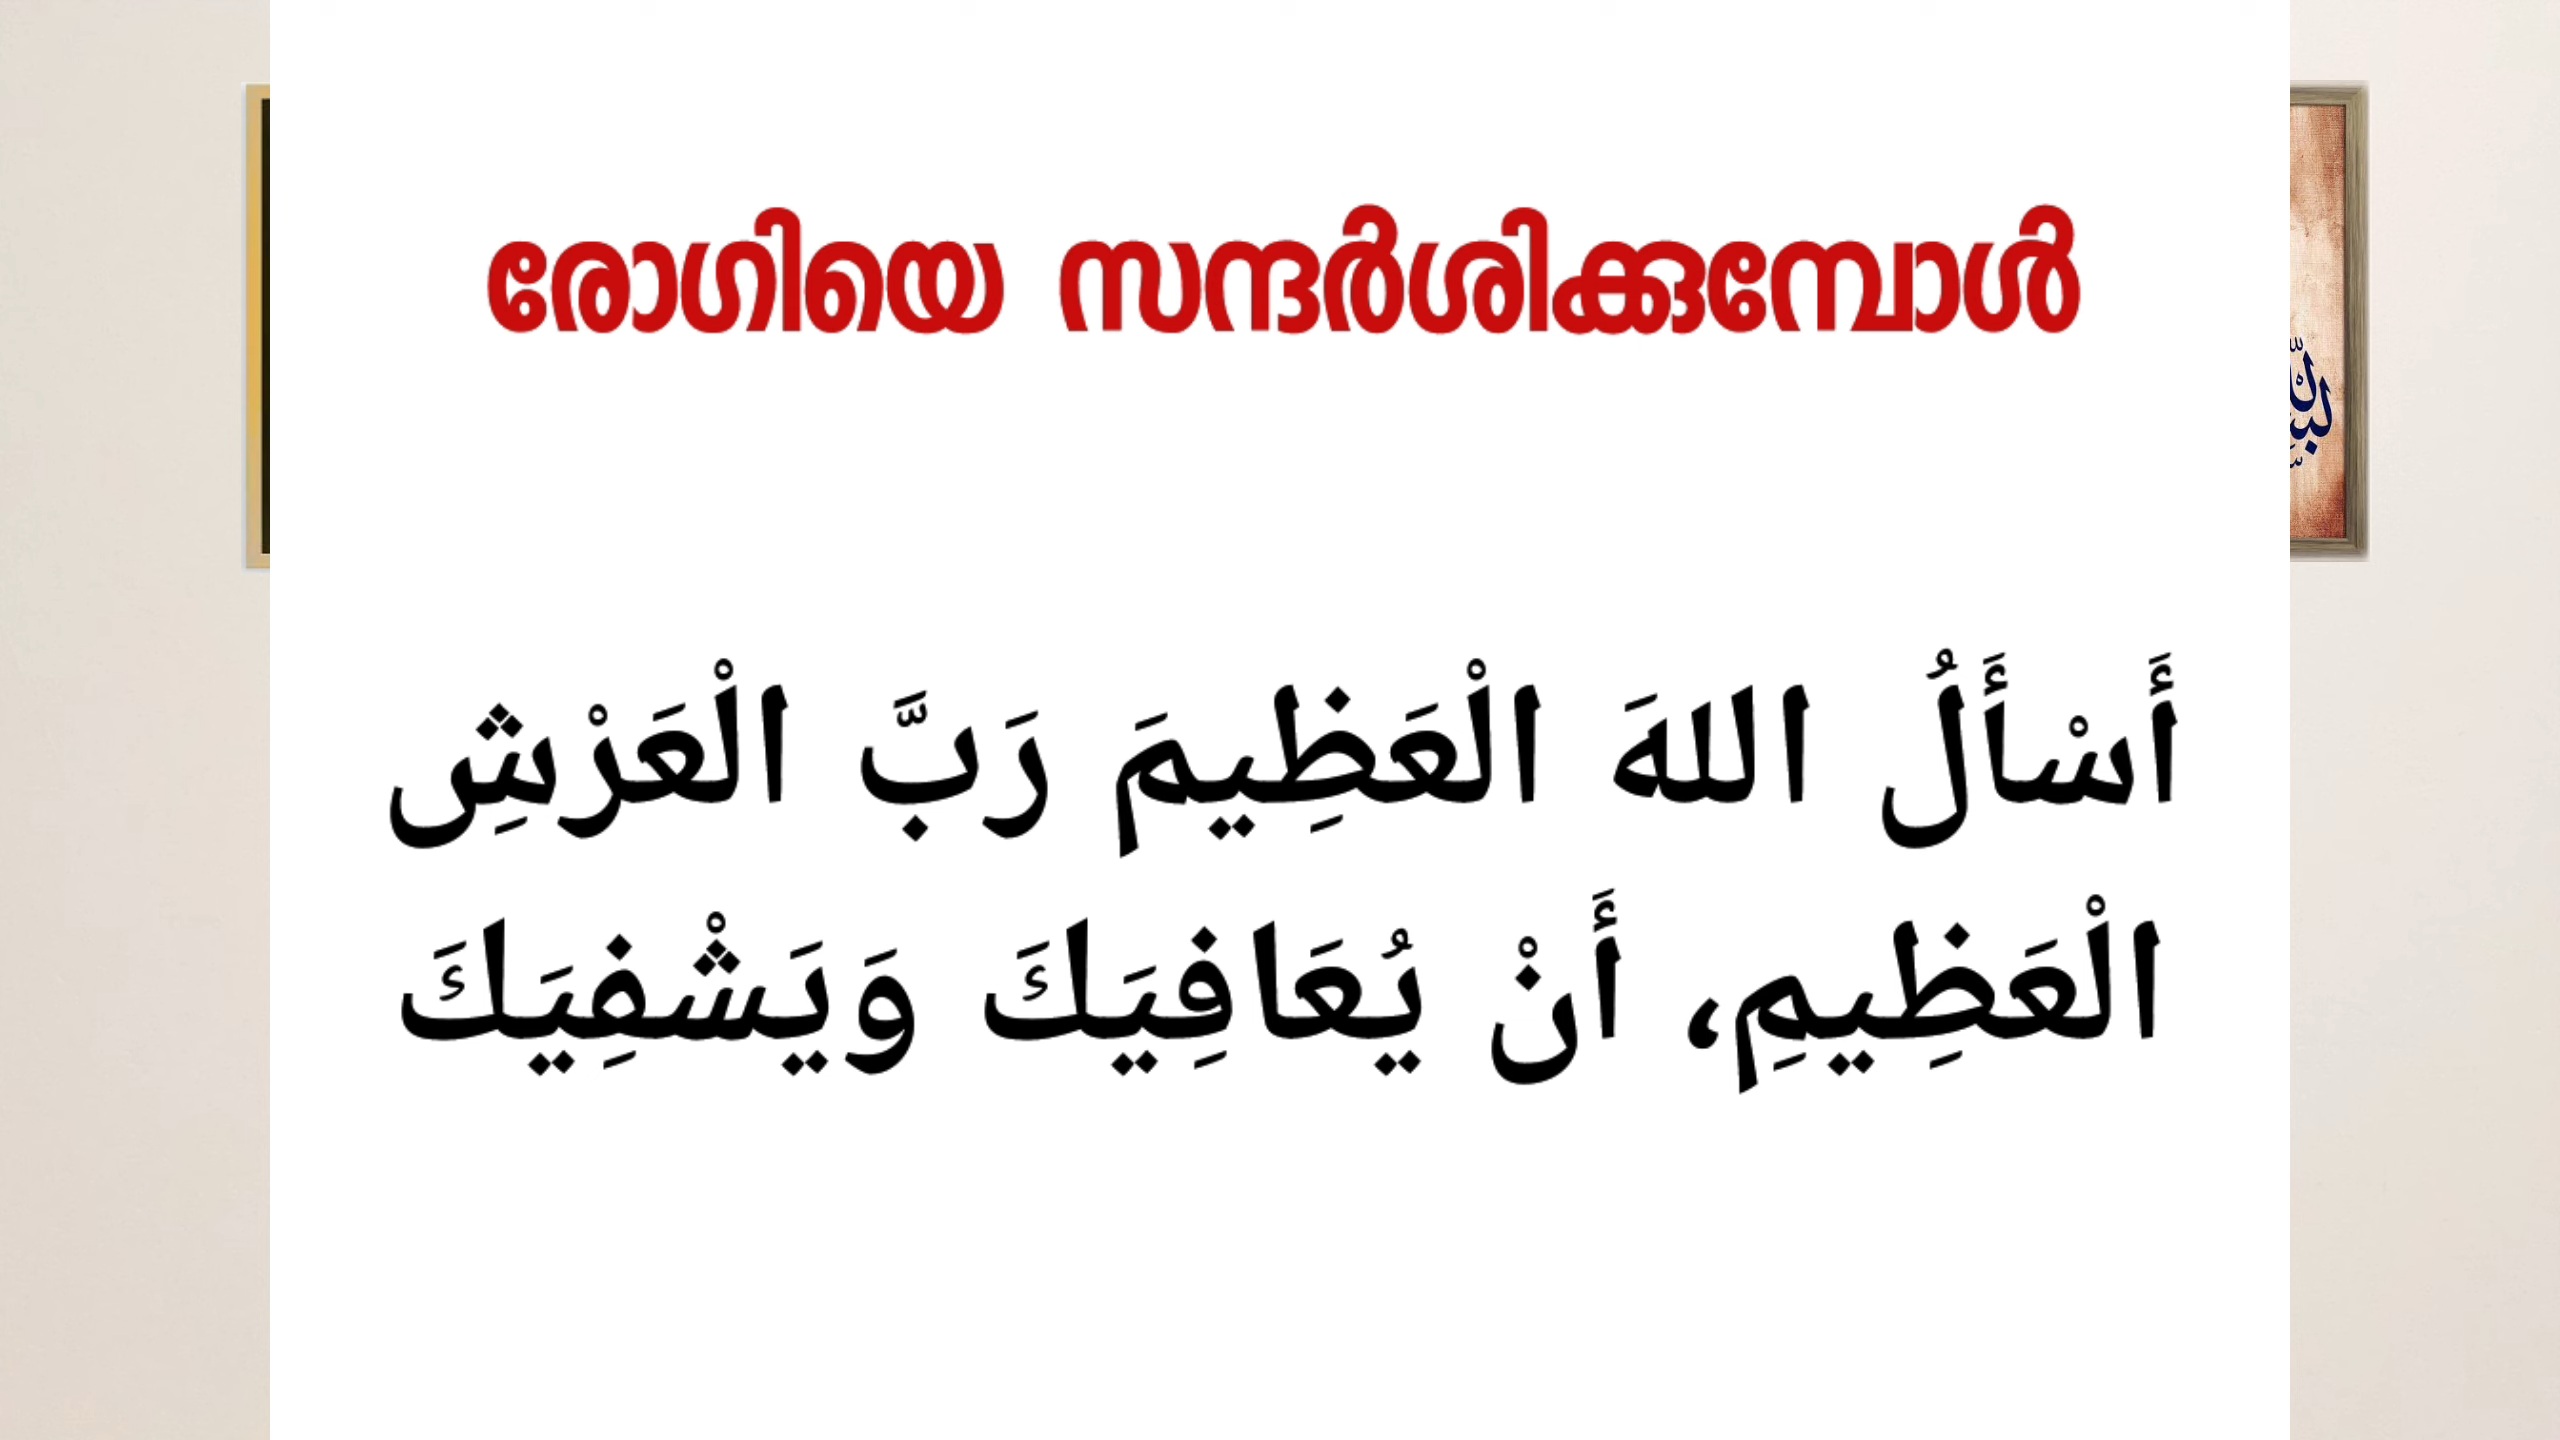 രോഗിയെ സന്ദർശിക്കുമ്പോൾ
أَسْأَلُ اللهَ الْعَظِيمَ رَبَّ الْعَرْشِ
الْعَظِيمِ، أَنْ يُعَافِيَكَ وَيَشْفِيَكَ